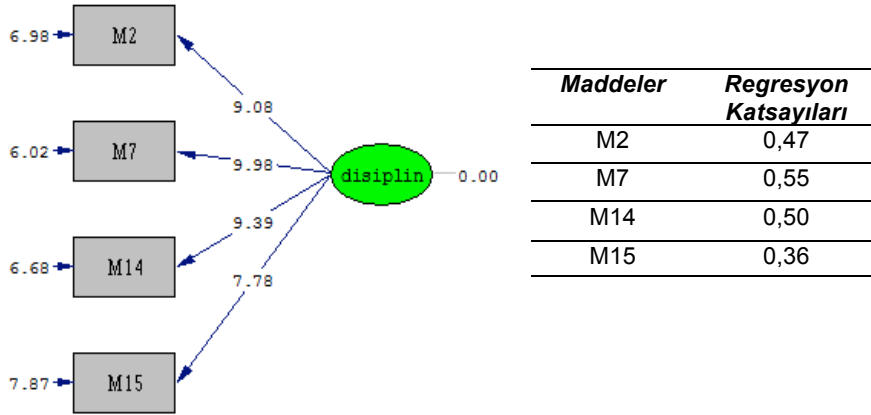 6.98
M2
9.08
6.02
M7
9.98
disiplin
0.00
9.39
6.68
M14
7.78
7.87
M15
Maddeler Regresyon
Katsayıları
M2 0,47
M7 0,55
M14 0,50
M15 0,36